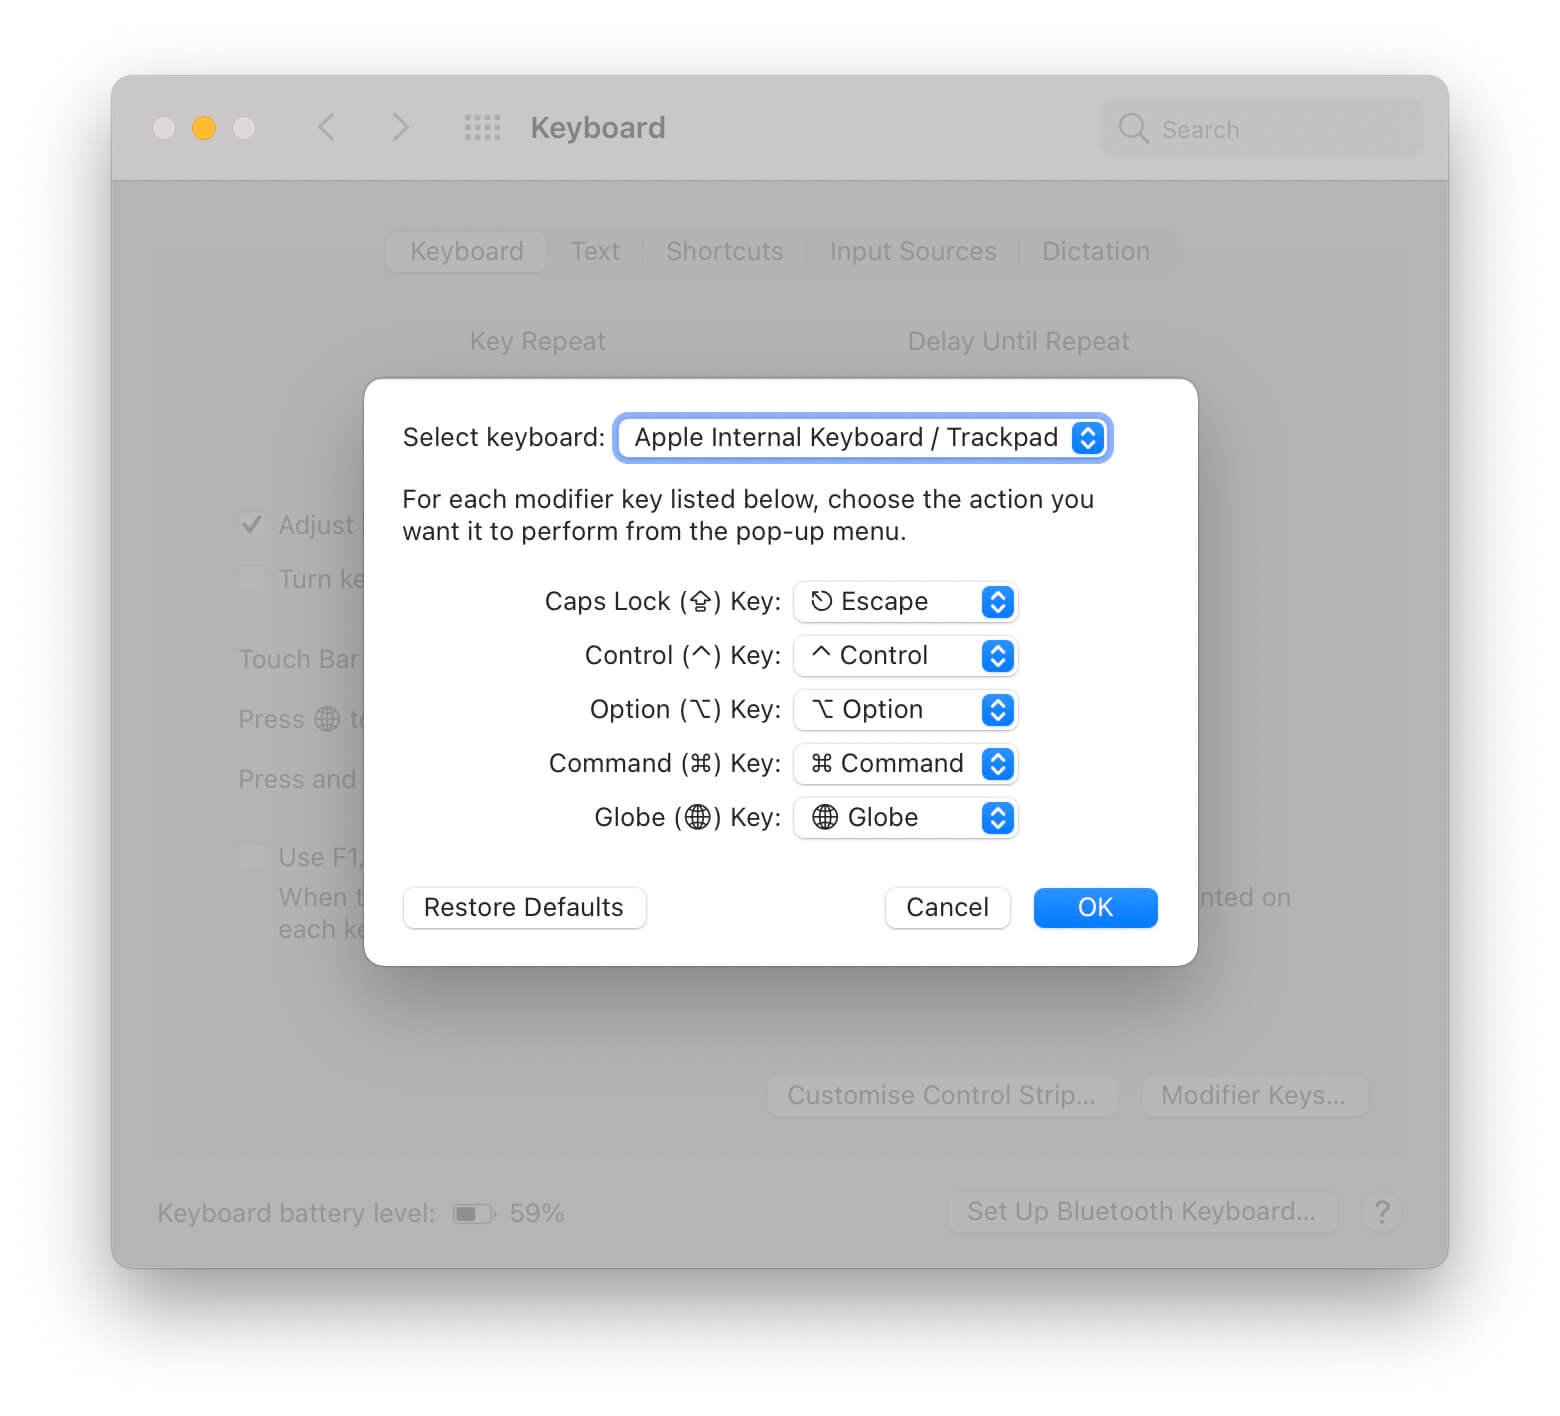 Keyboard
Search
Keyboard Text Shortcuts Input Sources Dictation
Key Repeat Delay Until Repeat
Select keyboard: Apple Internal Keyboard / Trackpad
For each modifier key listed below, choose the action you
want it to perform from the pop-up menu.
Adjust
Turn ke
Touch Bar
Press 🌐 to
Press and
Use F1,
When t
each ke
nted on
Caps Lock (⇪) Key: ⎋ Escape
Control (^) Key: ^ Control
Option (⌥) Key: ⌥ Option
Command (⌘) Key: ⌘ Command
Globe (🌐) Key: 🌐 Globe
Restore Defaults Cancel OK
Customise Control Strip... Modifier Keys...
Keyboard battery level: 59% Set Up Bluetooth Keyboard... ?